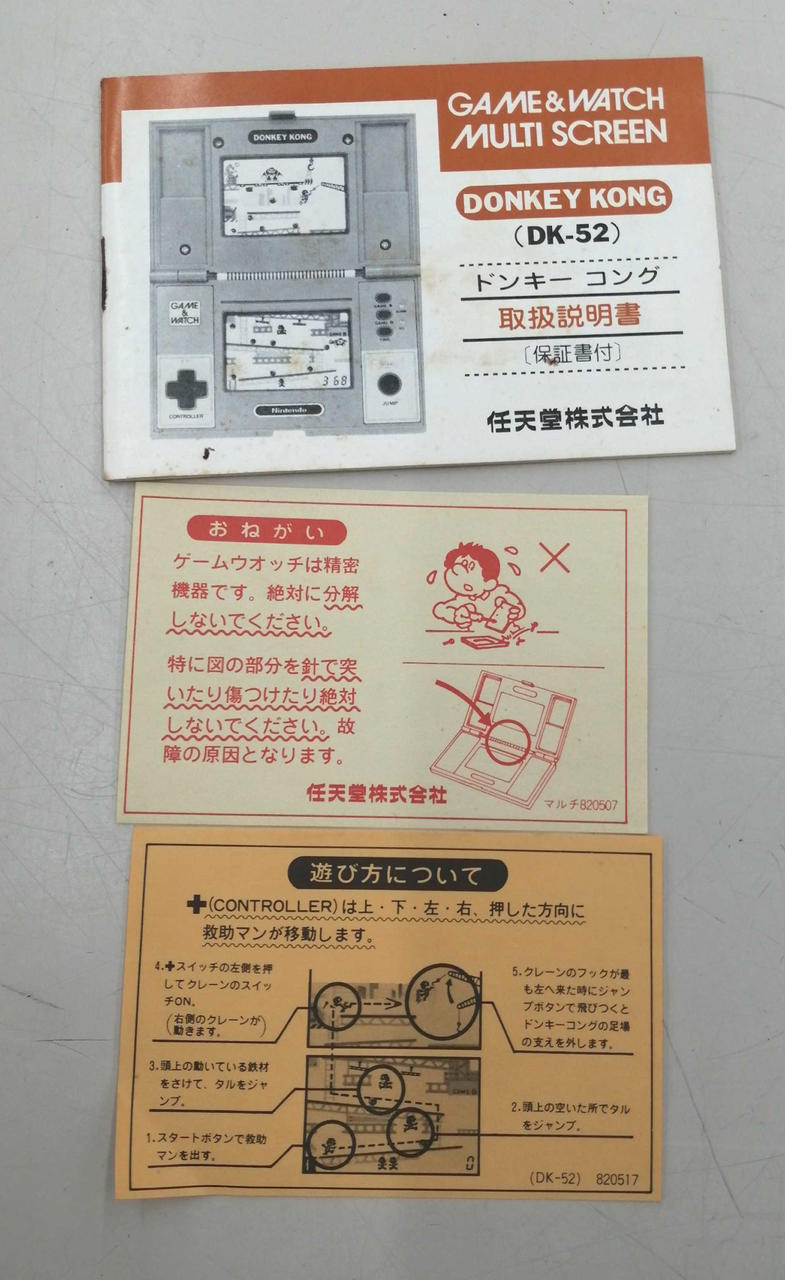 GAME & WATCH
MULTI SCREEN
DONKEY KONG
(DK-52)
ドンキー コング
取扱説明書
〔保証書付〕
任天堂株式会社
DONKEY KONG
GAME
&
WATCH
GAME A
GAME B
TIME
368
CONTROLLER
Nintendo
JUMP
おねがい
ゲームウオッチは精密
機器です。絶対に分解
しないでください。
特に図の部分を針で突
いたり傷つけたり絶対
しないでください。故
障の原因となります。
任天堂株式会社
マルチ820507
遊び方について
✚(CONTROLLER)は上・下・左・右、押した方向に
救助マンが移動します。
4.✚スイッチの左側を押
してクレーンのスイッ
チON。
(右側のクレーンが
動きます。)
5.クレーンのフックが最
も左へ来た時にジャン
プボタンで飛びつくと
ドンキーコングの足場
の支えを外します。
3.頭上の動いている鉄材
をさけて、タルをジャ
ンプ。
2.頭上の空いた所でタル
をジャンプ。
1.スタートボタンで救助
マンを出す。
(DK-52) 820517